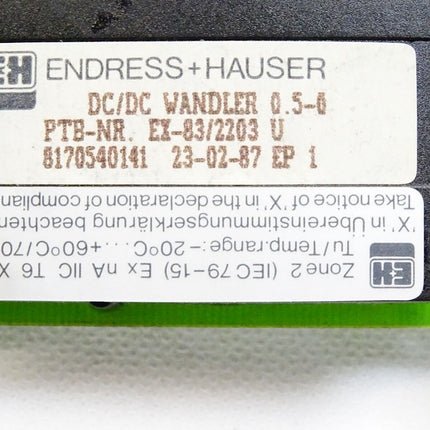 EH ENDRESS+HAUSER
DC/DC WANDLER 0.5-0
PTB-NR. EX-83/2203 U
8170540141 23-02-87 EP 1
EH Zone 2 (IEC 79-15) Ex nA IIC T6 X
Tu/Temp.range: -20°C...+60°C/70
'X' in Übereinstimmungserklärung beachten
Take notice of 'X' in the declaration of complian